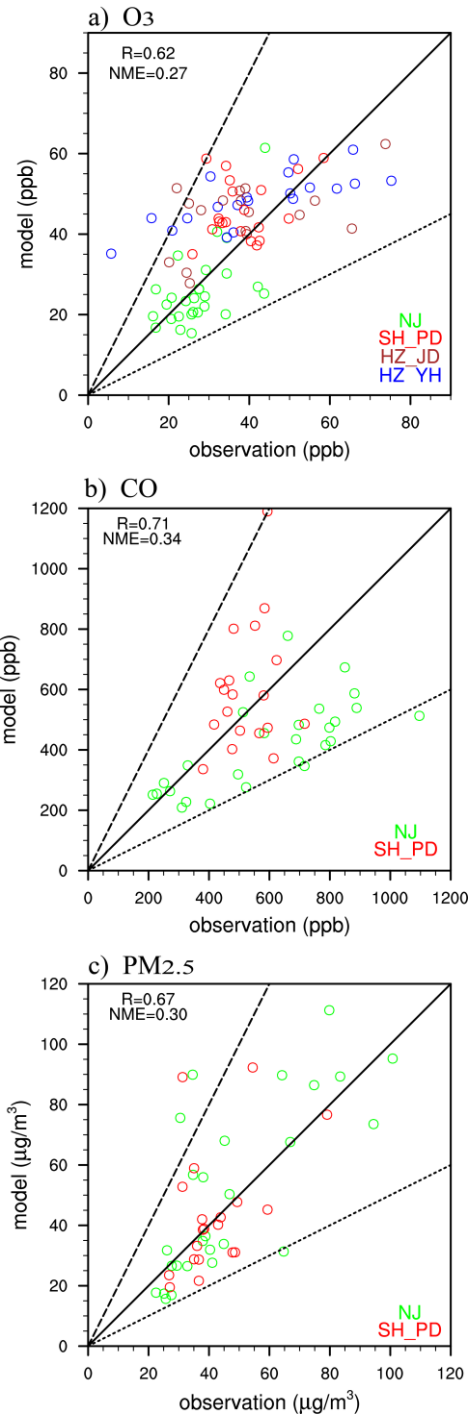 a) O3
R=0.62
NME=0.27
80
60
40
20
0
model (ppb)
NJ
SH_PD
HZ_JD
HZ_YH
0 20 40 60 80
observation (ppb)
b) CO
R=0.71
NME=0.34
1200
1000
800
600
400
200
0
model (ppb)
NJ
SH_PD
0 200 400 600 800 1000 1200
observation (ppb)
c) PM2.5
R=0.67
NME=0.30
120
100
80
60
40
20
0
model (µg/m³)
NJ
SH_PD
0 20 40 60 80 100 120
observation (µg/m³)